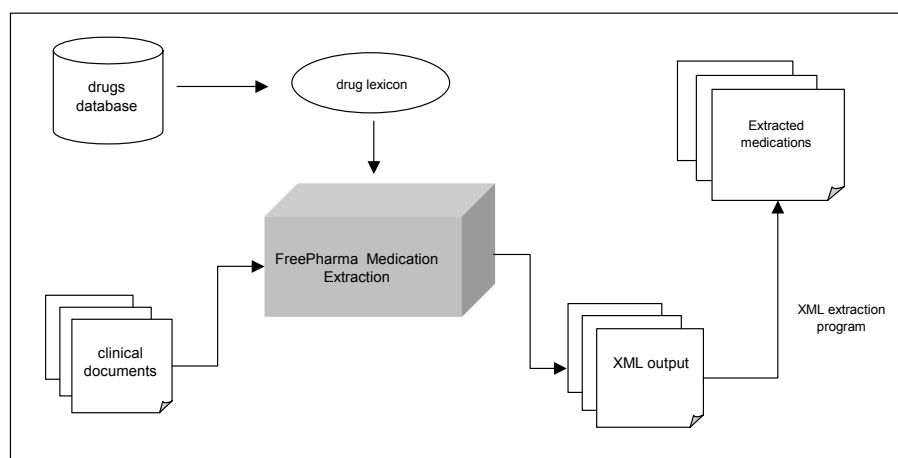 drugs
database
drug lexicon
Extracted
medications
FreePharma Medication
Extraction
clinical
documents
XML output
XML extraction
program